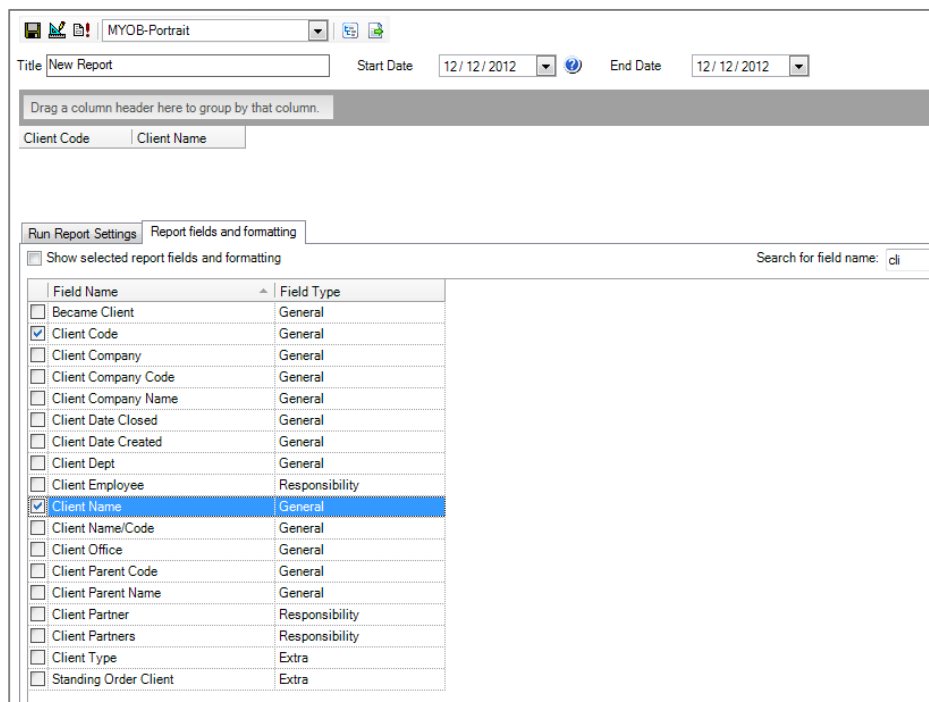 MYOB-Portrait
Title New Report Start Date 12/12/2012 End Date 12/12/2012
Drag a column header here to group by that column.
Client Code Client Name
Run Report Settings Report fields and formatting
Show selected report fields and formatting Search for field name: cli
Field Name Field Type
Became Client General
Client Code General
Client Company General
Client Company Code General
Client Company Name General
Client Date Closed General
Client Date Created General
Client Dept General
Client Employee Responsibility
Client Name General
Client Name/Code General
Client Office General
Client Parent Code General
Client Parent Name General
Client Partner Responsibility
Client Partners Responsibility
Client Type Extra
Standing Order Client Extra